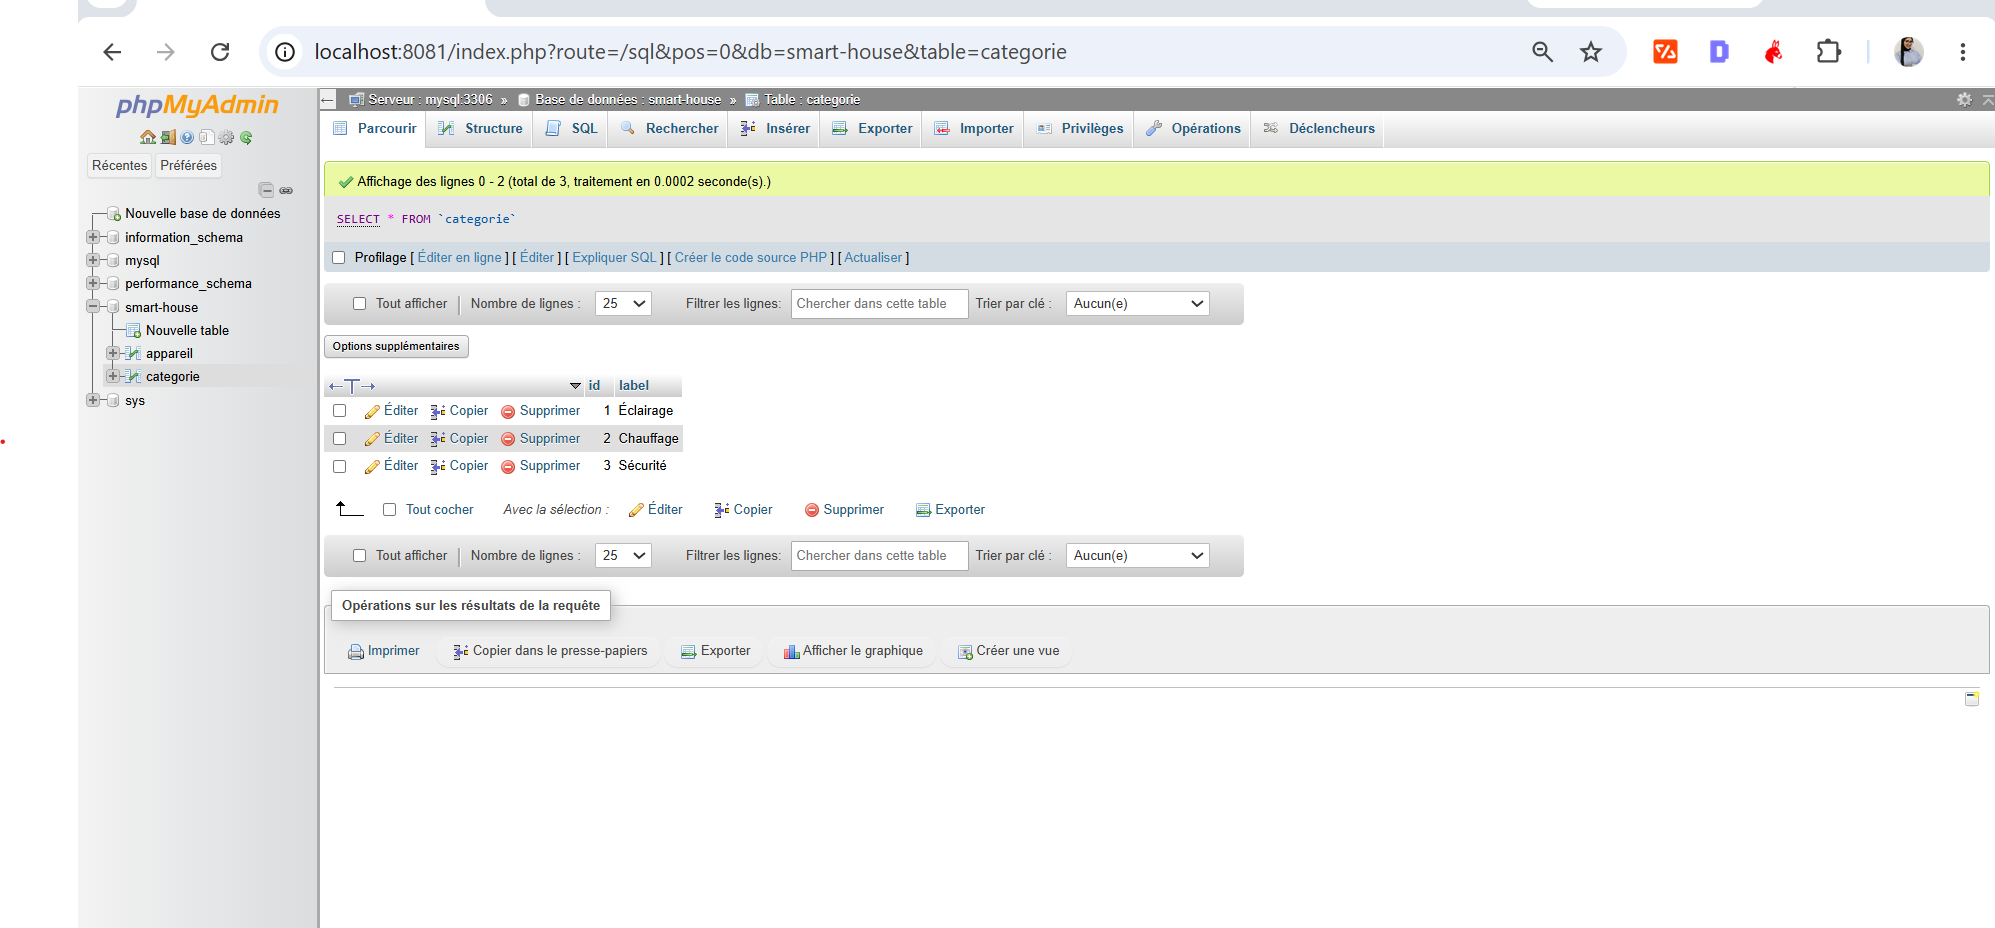 localhost:8081/index.php?route=/sql&pos=0&db=smart-house&table=categorie
phpMyAdmin
Récentes Préférées
Nouvelle base de données
information_schema
mysql
performance_schema
smart-house
Nouvelle table
appareil
categorie
sys
Serveur : mysql:3306 » Base de données : smart-house » Table : categorie
Parcourir Structure SQL Rechercher Insérer Exporter Importer Privilèges Opérations Déclencheurs
Affichage des lignes 0 - 2 (total de 3, traitement en 0.0002 seconde(s).)
SELECT * FROM `categorie`
Profilage [ Éditer en ligne ] [ Éditer ] [ Expliquer SQL ] [ Créer le code source PHP ] [ Actualiser ]
Tout afficher Nombre de lignes : 25 Filtrer les lignes: Chercher dans cette table Trier par clé : Aucun(e)
Options supplémentaires
←T→ id label
Éditer Copier Supprimer 1 Éclairage
Éditer Copier Supprimer 2 Chauffage
Éditer Copier Supprimer 3 Sécurité
Tout cocher Avec la sélection : Éditer Copier Supprimer Exporter
Tout afficher Nombre de lignes : 25 Filtrer les lignes: Chercher dans cette table Trier par clé : Aucun(e)
Opérations sur les résultats de la requête
Imprimer Copier dans le presse-papiers Exporter Afficher le graphique Créer une vue